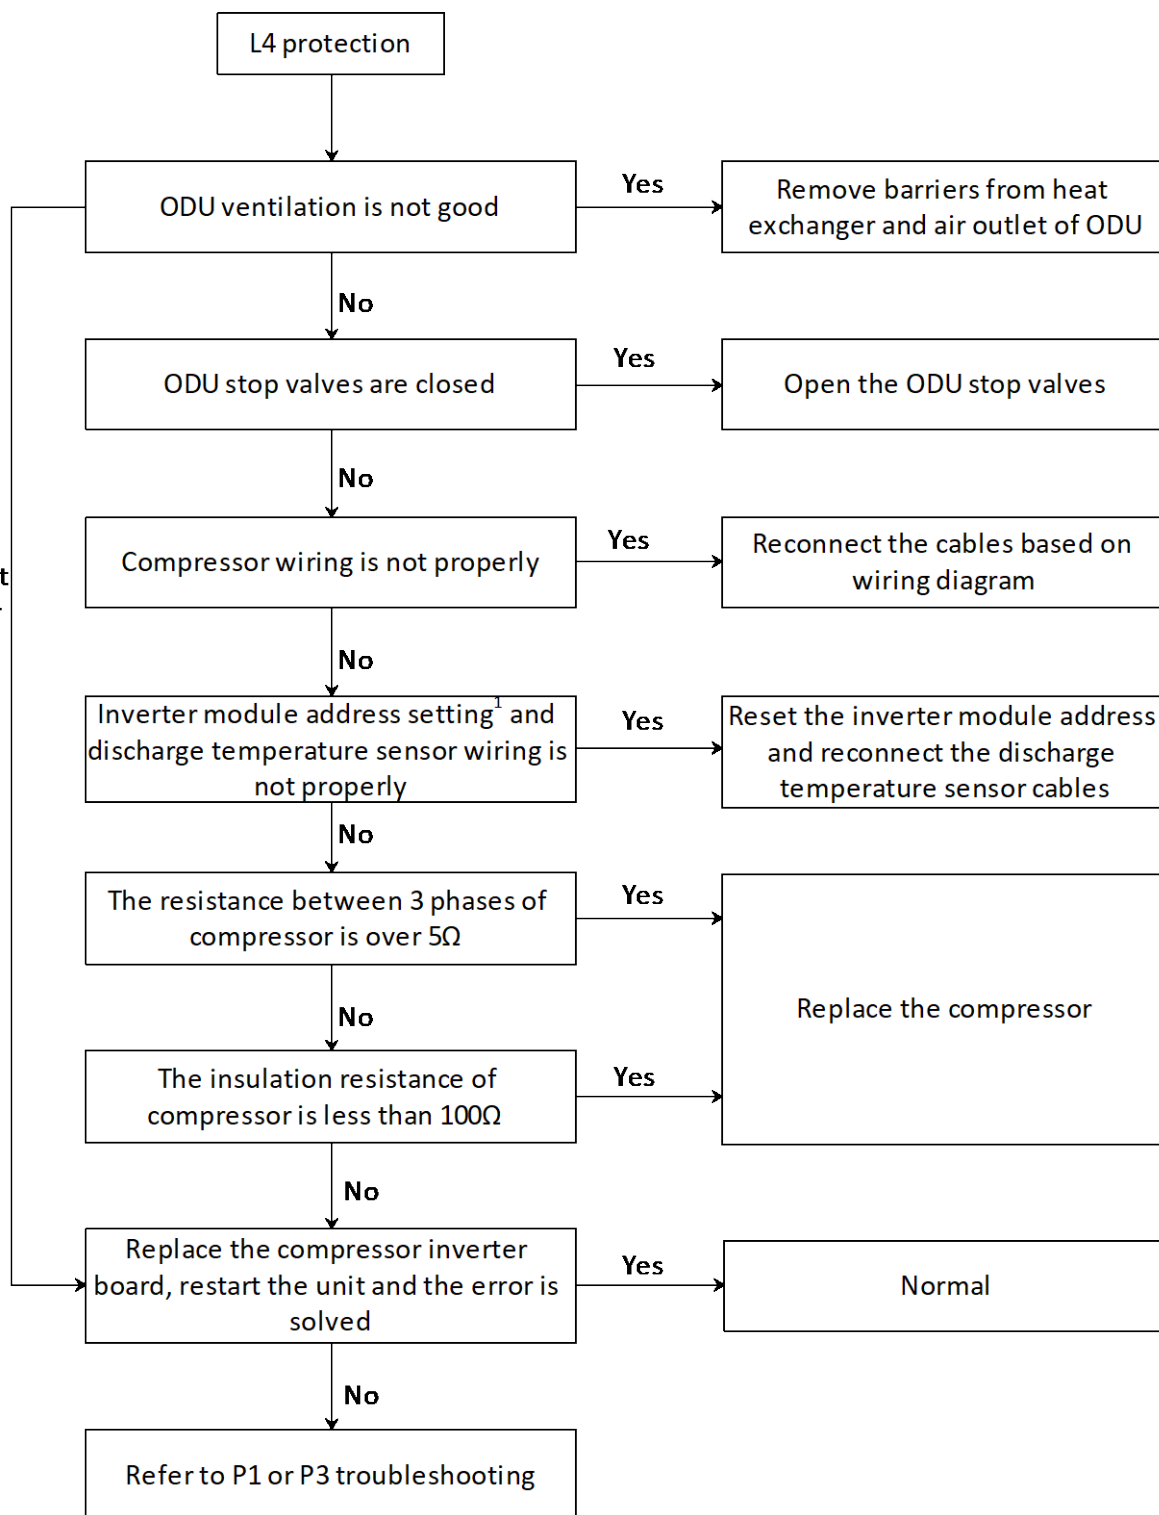 L4 protection
ODU ventilation is not good
Yes
Remove barriers from heat
exchanger and air outlet of ODU
No
ODU stop valves are closed
Yes
Open the ODU stop valves
No
Compressor wiring is not properly
Yes
Reconnect the cables based on
wiring diagram
No
Inverter module address setting¹ and
discharge temperature sensor wiring is
not properly
Yes
Reset the inverter module address
and reconnect the discharge
temperature sensor cables
No
The resistance between 3 phases of
compressor is over 5Ω
Yes
Replace the compressor
No
The insulation resistance of
compressor is less than 100Ω
Yes
No
Replace the compressor inverter
board, restart the unit and the error is
solved
Yes
Normal
No
Refer to P1 or P3 troubleshooting